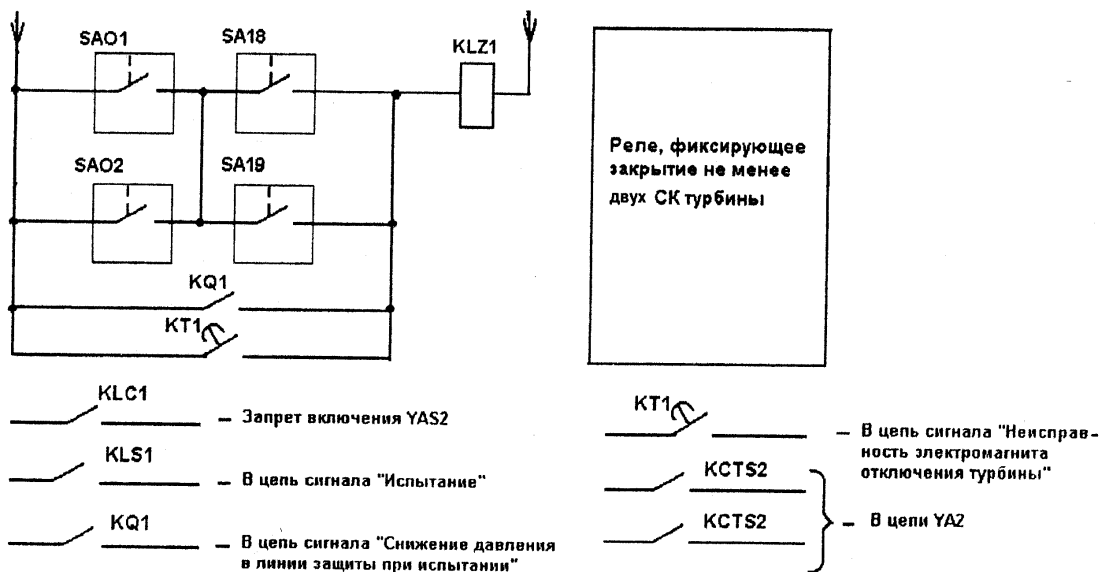 SAO1
SA18
KLZ1
SAO2
SA19
KQ1
KT1
Реле, фиксирующее
закрытие не менее
двух СК турбины
KLC1
– Запрет включения YAS2
KLS1
– В цепь сигнала "Испытание"
KQ1
– В цепь сигнала "Снижение давления
в линии защиты при испытании"
KT1
– В цепь сигнала "Неисправ-
ность электромагнита
отключения турбины"
KCTS2
KCTS2
– В цепи YA2